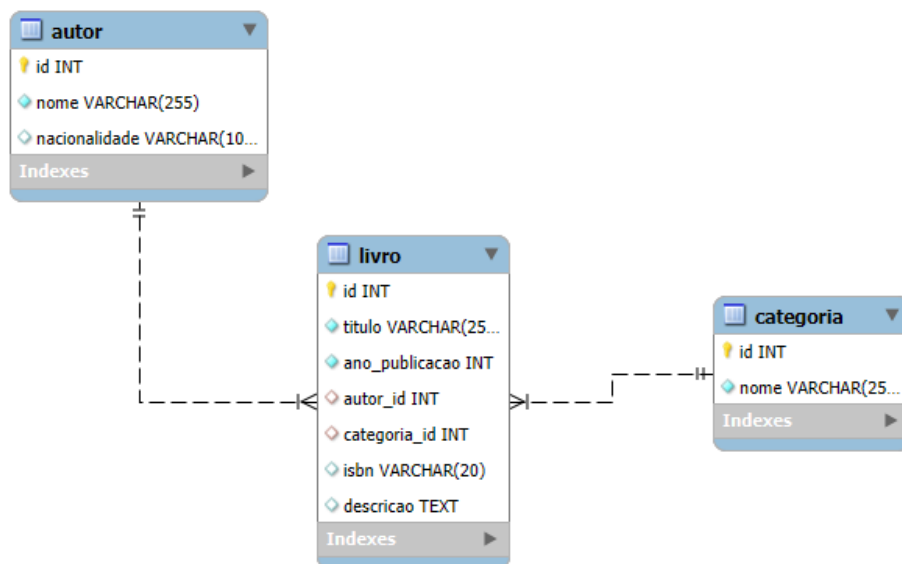 autor
id INT
nome VARCHAR(255)
nacionalidade VARCHAR(10...
Indexes
livro
id INT
titulo VARCHAR(25...
ano_publicacao INT
autor_id INT
categoria_id INT
isbn VARCHAR(20)
descricao TEXT
Indexes
categoria
id INT
nome VARCHAR(25...
Indexes